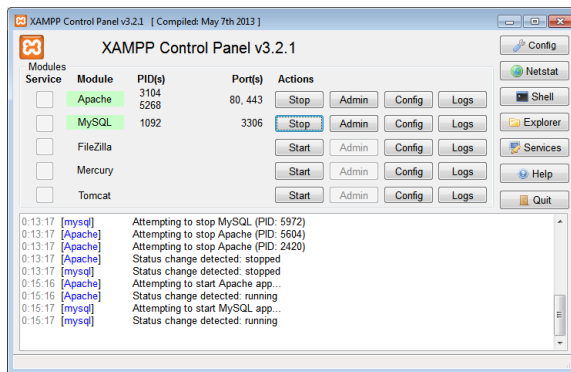 XAMPP Control Panel v3.2.1 [ Compiled: May 7th 2013 ]
XAMPP Control Panel v3.2.1
Config
Modules
Service Module PID(s) Port(s) Actions
Netstat
Apache 3104 5268 80, 443 Stop Admin Config Logs
Shell
MySQL 1092 3306 Stop Admin Config Logs
Explorer
FileZilla Start Admin Config Logs
Services
Mercury Start Admin Config Logs
Help
Tomcat Start Admin Config Logs
Quit
0:13:17 [mysql] Attempting to stop MySQL (PID: 5972)
0:13:17 [Apache] Attempting to stop Apache (PID: 5604)
0:13:17 [Apache] Attempting to stop Apache (PID: 2420)
0:13:17 [Apache] Status change detected: stopped
0:13:17 [mysql] Status change detected: stopped
0:15:16 [Apache] Attempting to start Apache app...
0:15:16 [Apache] Status change detected: running
0:15:17 [mysql] Attempting to start MySQL app...
0:15:17 [mysql] Status change detected: running